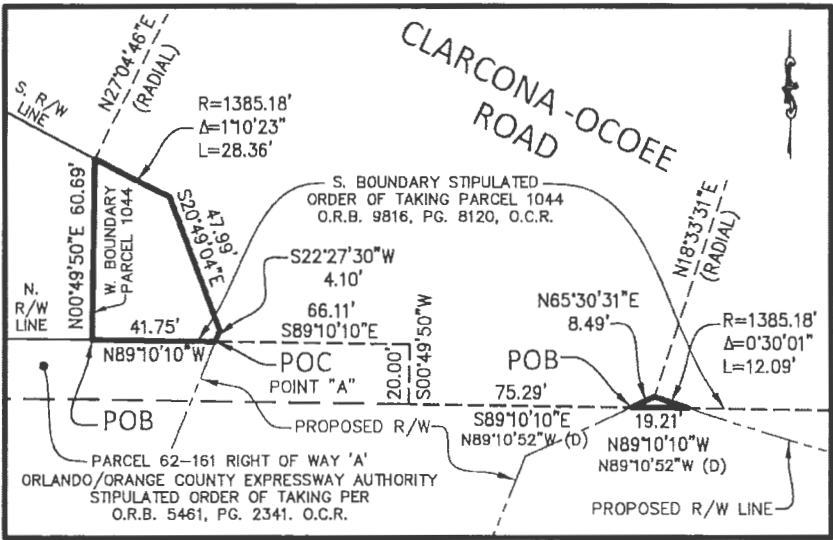 CLARCONA-OCOEE
ROAD
N27°04'46"E
(RADIAL)
S. R/W
LINE
R=1385.18'
Δ=1°10'23"
L=28.36'
S. BOUNDARY STIPULATED
ORDER OF TAKING PARCEL 1044
O.R.B. 9816, PG. 8120, O.C.R.
N00°49'50"E 60.69'
W. BOUNDARY
PARCEL 1044
47.99'
S20°49'04"E
N18°33'31"E
(RADIAL)
S22°27'30"W
4.10'
N.
R/W
LINE
41.75'
N89°10'10"W
66.11'
S89°10'10"E
POC
POINT "A"
20.00'
S00°49'50"W
N65°30'31"E
8.49'
R=1385.18'
Δ=0°30'01"
L=12.09'
POB
75.29'
S89°10'10"E
N89°10'52"W (D)
19.21'
N89°10'10"W
N89°10'52"W (D)
POB
PROPOSED R/W
PARCEL 62-161 RIGHT OF WAY 'A'
ORLANDO/ORANGE COUNTY EXPRESSWAY AUTHORITY
STIPULATED ORDER OF TAKING PER
O.R.B. 5461, PG. 2341. O.C.R.
PROPOSED R/W LINE